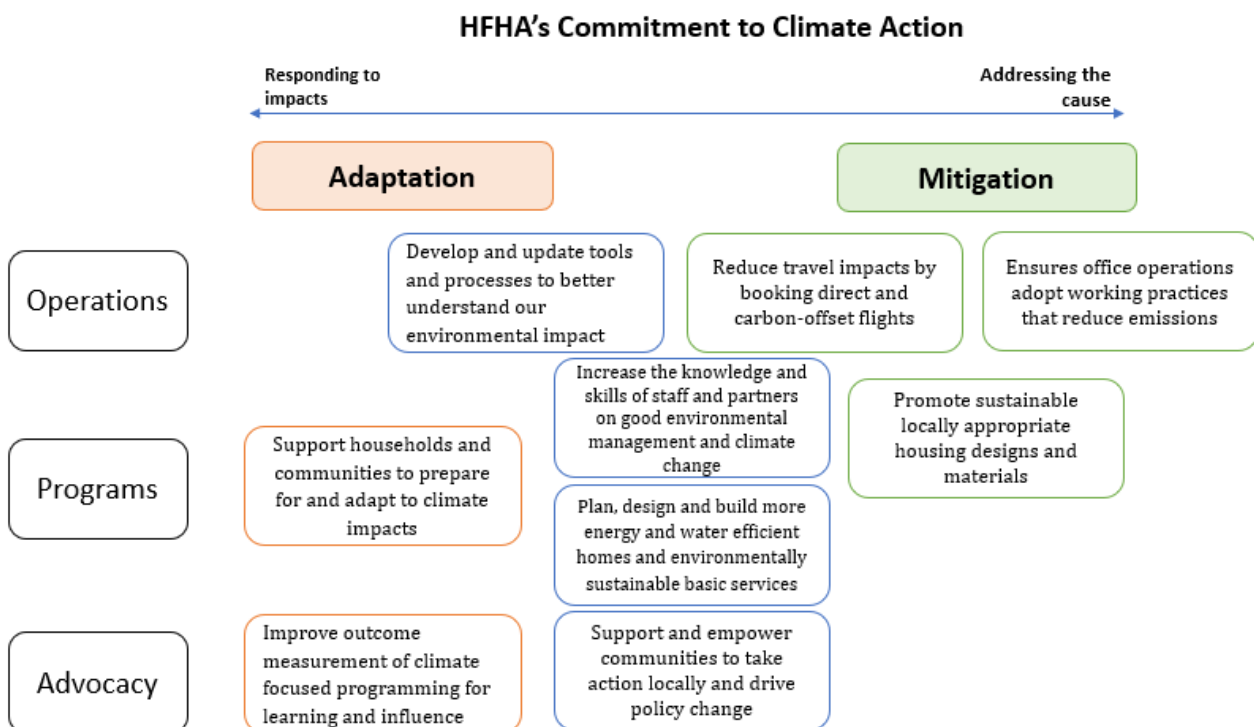 HFHA's Commitment to Climate Action
Responding to
impacts
Addressing the
cause
Adaptation
Mitigation
Operations
Develop and update tools
and processes to better
understand our
environmental impact
Reduce travel impacts by
booking direct and
carbon-offset flights
Ensures office operations
adopt working practices
that reduce emissions
Programs
Support households and
communities to prepare
for and adapt to climate
impacts
Increase the knowledge and
skills of staff and partners
on good environmental
management and climate
change
Promote sustainable
locally appropriate
housing designs and
materials
Plan, design and build more
energy and water efficient
homes and environmentally
sustainable basic services
Advocacy
Improve outcome
measurement of climate
focused programming for
learning and influence
Support and empower
communities to take
action locally and drive
policy change